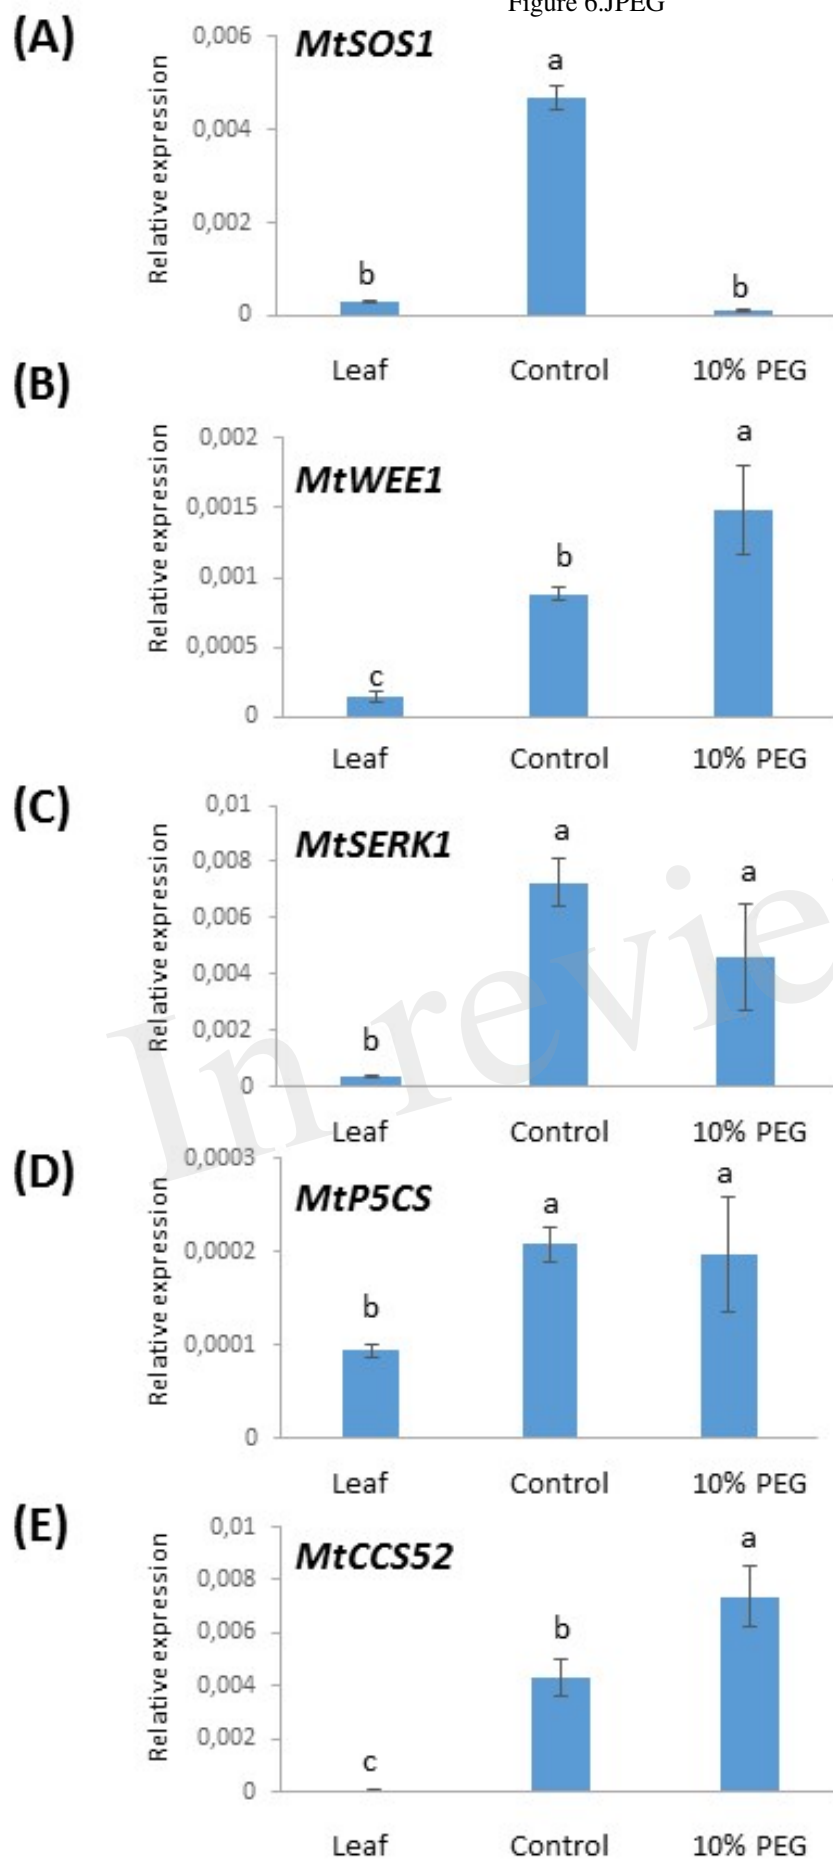 Figure 6.JPEG
(A)
MtSOS1
Relative expression
0,006
0,004
0,002
0
b
a
b
Leaf Control 10% PEG
(B)
MtWEE1
Relative expression
0,002
0,0015
0,001
0,0005
0
c
b
a
Leaf Control 10% PEG
(C)
MtSERK1
Relative expression
0,01
0,008
0,006
0,004
0,002
0
b
a
a
Leaf Control 10% PEG
(D)
MtP5CS
Relative expression
0,0003
0,0002
0,0001
0
b
a
a
Leaf Control 10% PEG
(E)
MtCCS52
Relative expression
0,01
0,008
0,006
0,004
0,002
0
c
b
a
Leaf Control 10% PEG
In revie